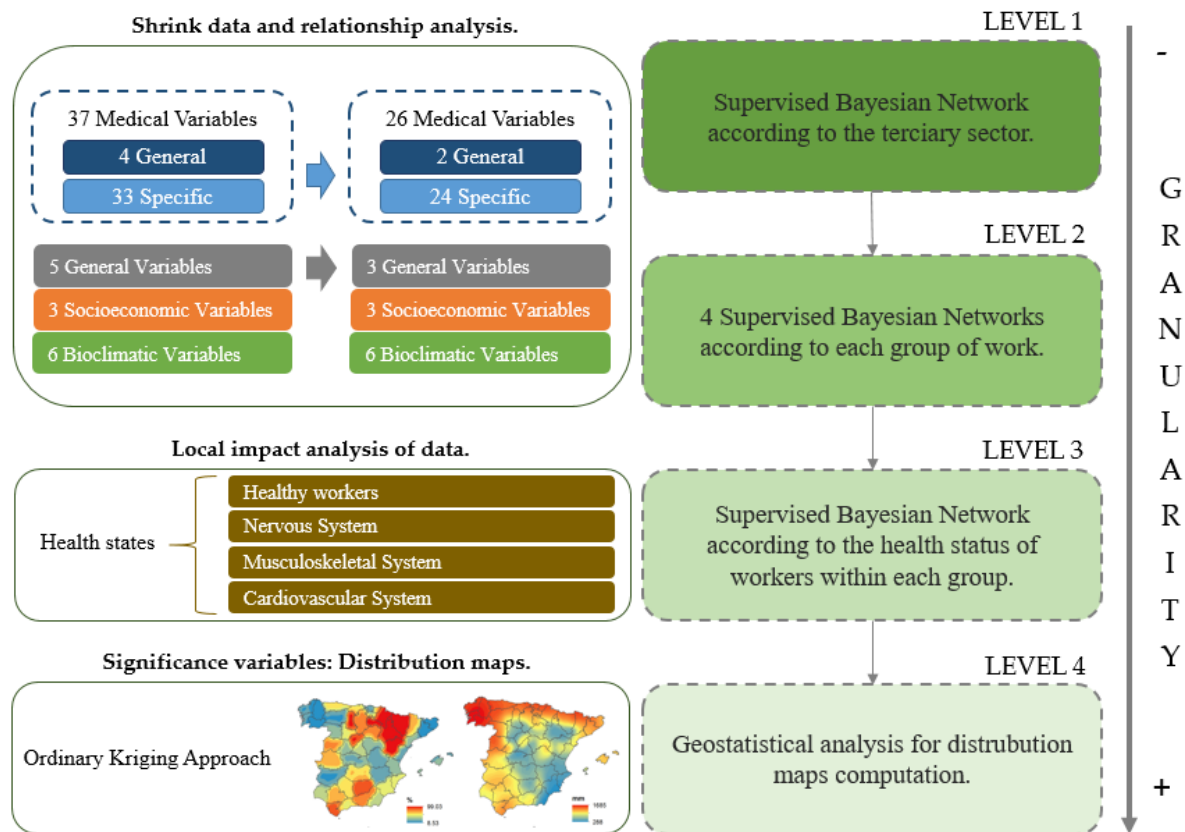 Shrink data and relationship analysis.
37 Medical Variables
4 General
33 Specific
26 Medical Variables
2 General
24 Specific
5 General Variables
3 Socioeconomic Variables
6 Bioclimatic Variables
3 General Variables
3 Socioeconomic Variables
6 Bioclimatic Variables
LEVEL 1
Supervised Bayesian Network
according to the terciary sector.
LEVEL 2
4 Supervised Bayesian Networks
according to each group of work.
Local impact analysis of data.
Health states
Healthy workers
Nervous System
Musculoskeletal System
Cardiovascular System
LEVEL 3
Supervised Bayesian Network
according to the health status of
workers within each group.
Significance variables: Distribution maps.
Ordinary Kriging Approach
%
99.03
mm
LEVEL 4
Geostatistical analysis for distrubution
maps computation.
-
G
R
A
N
U
L
A
R
I
T
Y
+